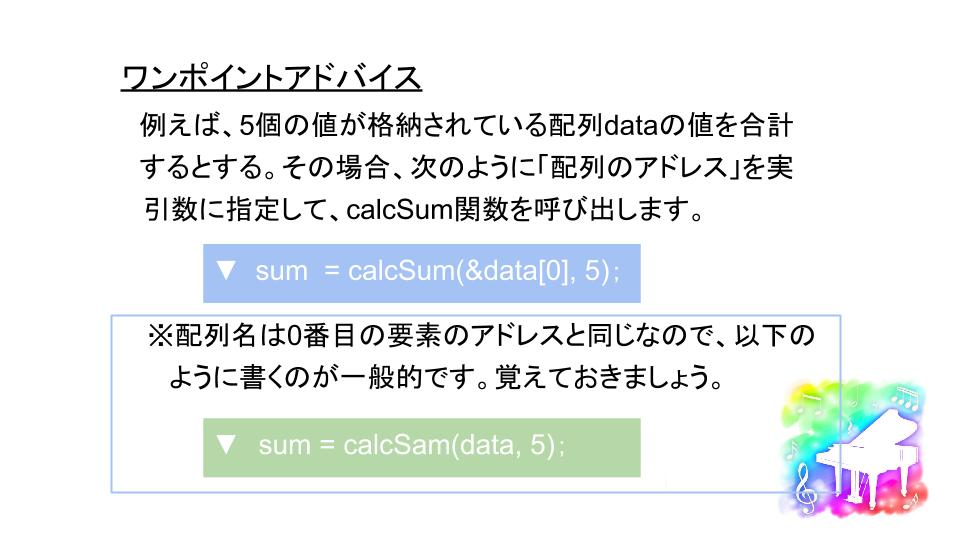 ワンポイントアドバイス
例えば、5個の値が格納されている配列dataの値を合計
するとする。その場合、次のように「配列のアドレス」を実
引数に指定して、calcSum関数を呼び出します。
▼ sum = calcSum(&data[0], 5);
※配列名は0番目の要素のアドレスと同じなので、以下の
ように書くのが一般的です。覚えておきましょう。
▼ sum = calcSam(data, 5);